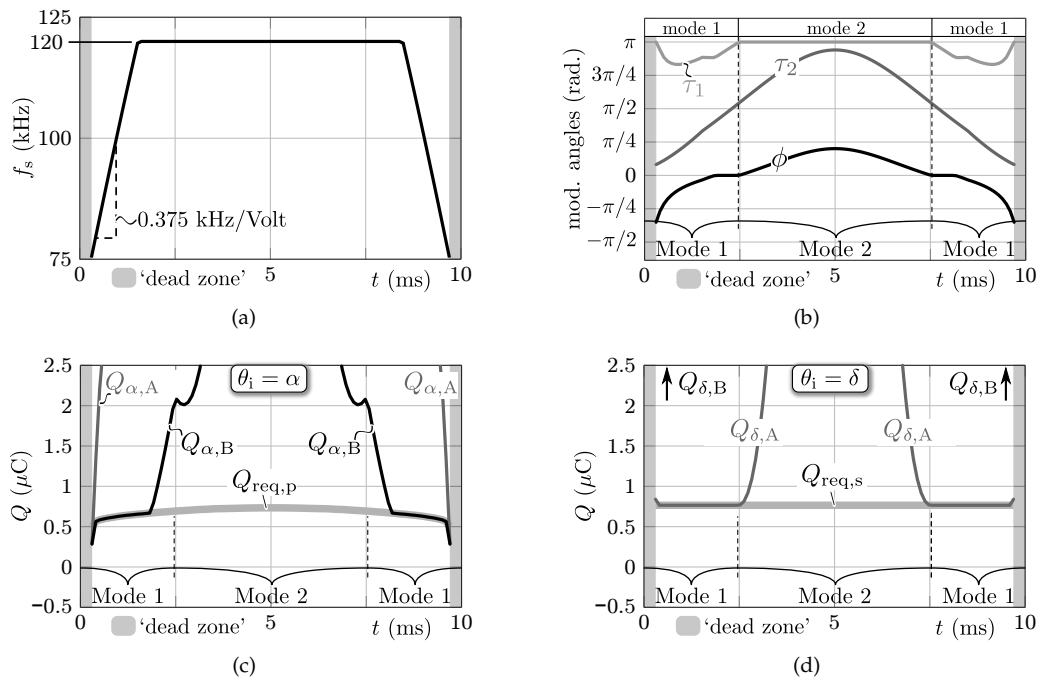 125
120
100
75
fs (kHz)
0.375 kHz/Volt
0 5 10
'dead zone' t (ms)
(a)
mode 1 mode 2 mode 1
π
3π/4
π/2
π/4
0
−π/4
−π/2
mod. angles (rad.)
τ1
τ2
ϕ
Mode 1 Mode 2 Mode 1
0 5 10
'dead zone' t (ms)
(b)
2.5
2
1.5
1
0.5
0
−0.5
Q (μC)
θi = α
Qα,A Qα,A
Qα,B Qα,B
Qreq,p
Mode 1 Mode 2 Mode 1
0 5 10
'dead zone' t (ms)
(c)
2.5
2
1.5
1
0.5
0
−0.5
Q (μC)
θi = δ
Qδ,B Qδ,B
Qδ,A Qδ,A
Qreq,s
Mode 1 Mode 2 Mode 1
0 5 10
'dead zone' t (ms)
(d)